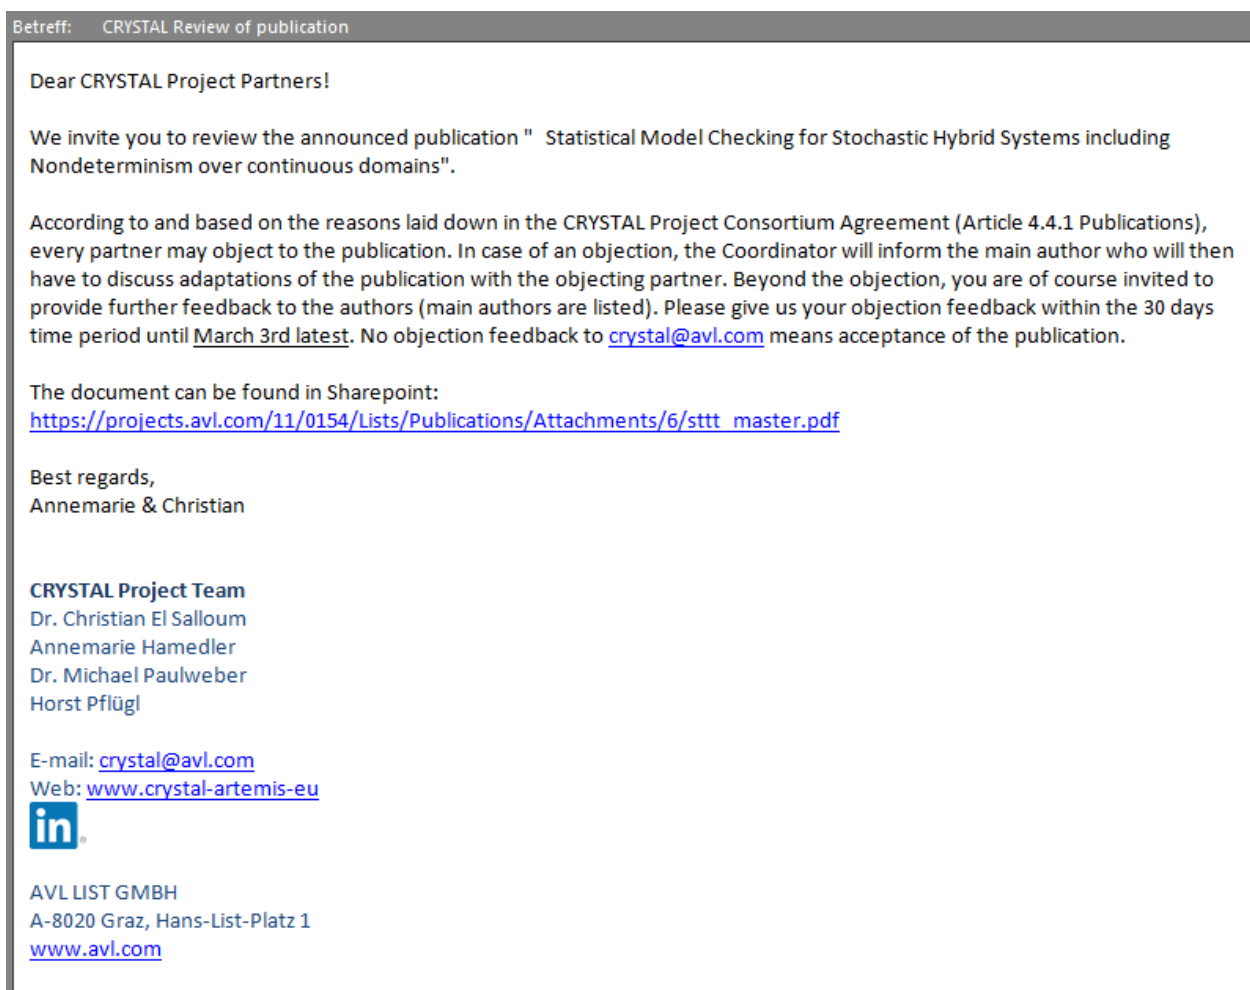 Betreff: CRYSTAL Review of publication
Dear CRYSTAL Project Partners!
We invite you to review the announced publication " Statistical Model Checking for Stochastic Hybrid Systems including
Nondeterminism over continuous domains".
According to and based on the reasons laid down in the CRYSTAL Project Consortium Agreement (Article 4.4.1 Publications),
every partner may object to the publication. In case of an objection, the Coordinator will inform the main author who will then
have to discuss adaptations of the publication with the objecting partner. Beyond the objection, you are of course invited to
provide further feedback to the authors (main authors are listed). Please give us your objection feedback within the 30 days
time period until March 3rd latest. No objection feedback to crystal@avl.com means acceptance of the publication.
The document can be found in Sharepoint:
https://projects.avl.com/11/0154/Lists/Publications/Attachments/6/sttt_master.pdf
Best regards,
Annemarie & Christian
CRYSTAL Project Team
Dr. Christian El Salloum
Annemarie Hamedler
Dr. Michael Paulweber
Horst Pflügl
E-mail: crystal@avl.com
Web: www.crystal-artemis-eu
in
AVL LIST GMBH
A-8020 Graz, Hans-List-Platz 1
www.avl.com